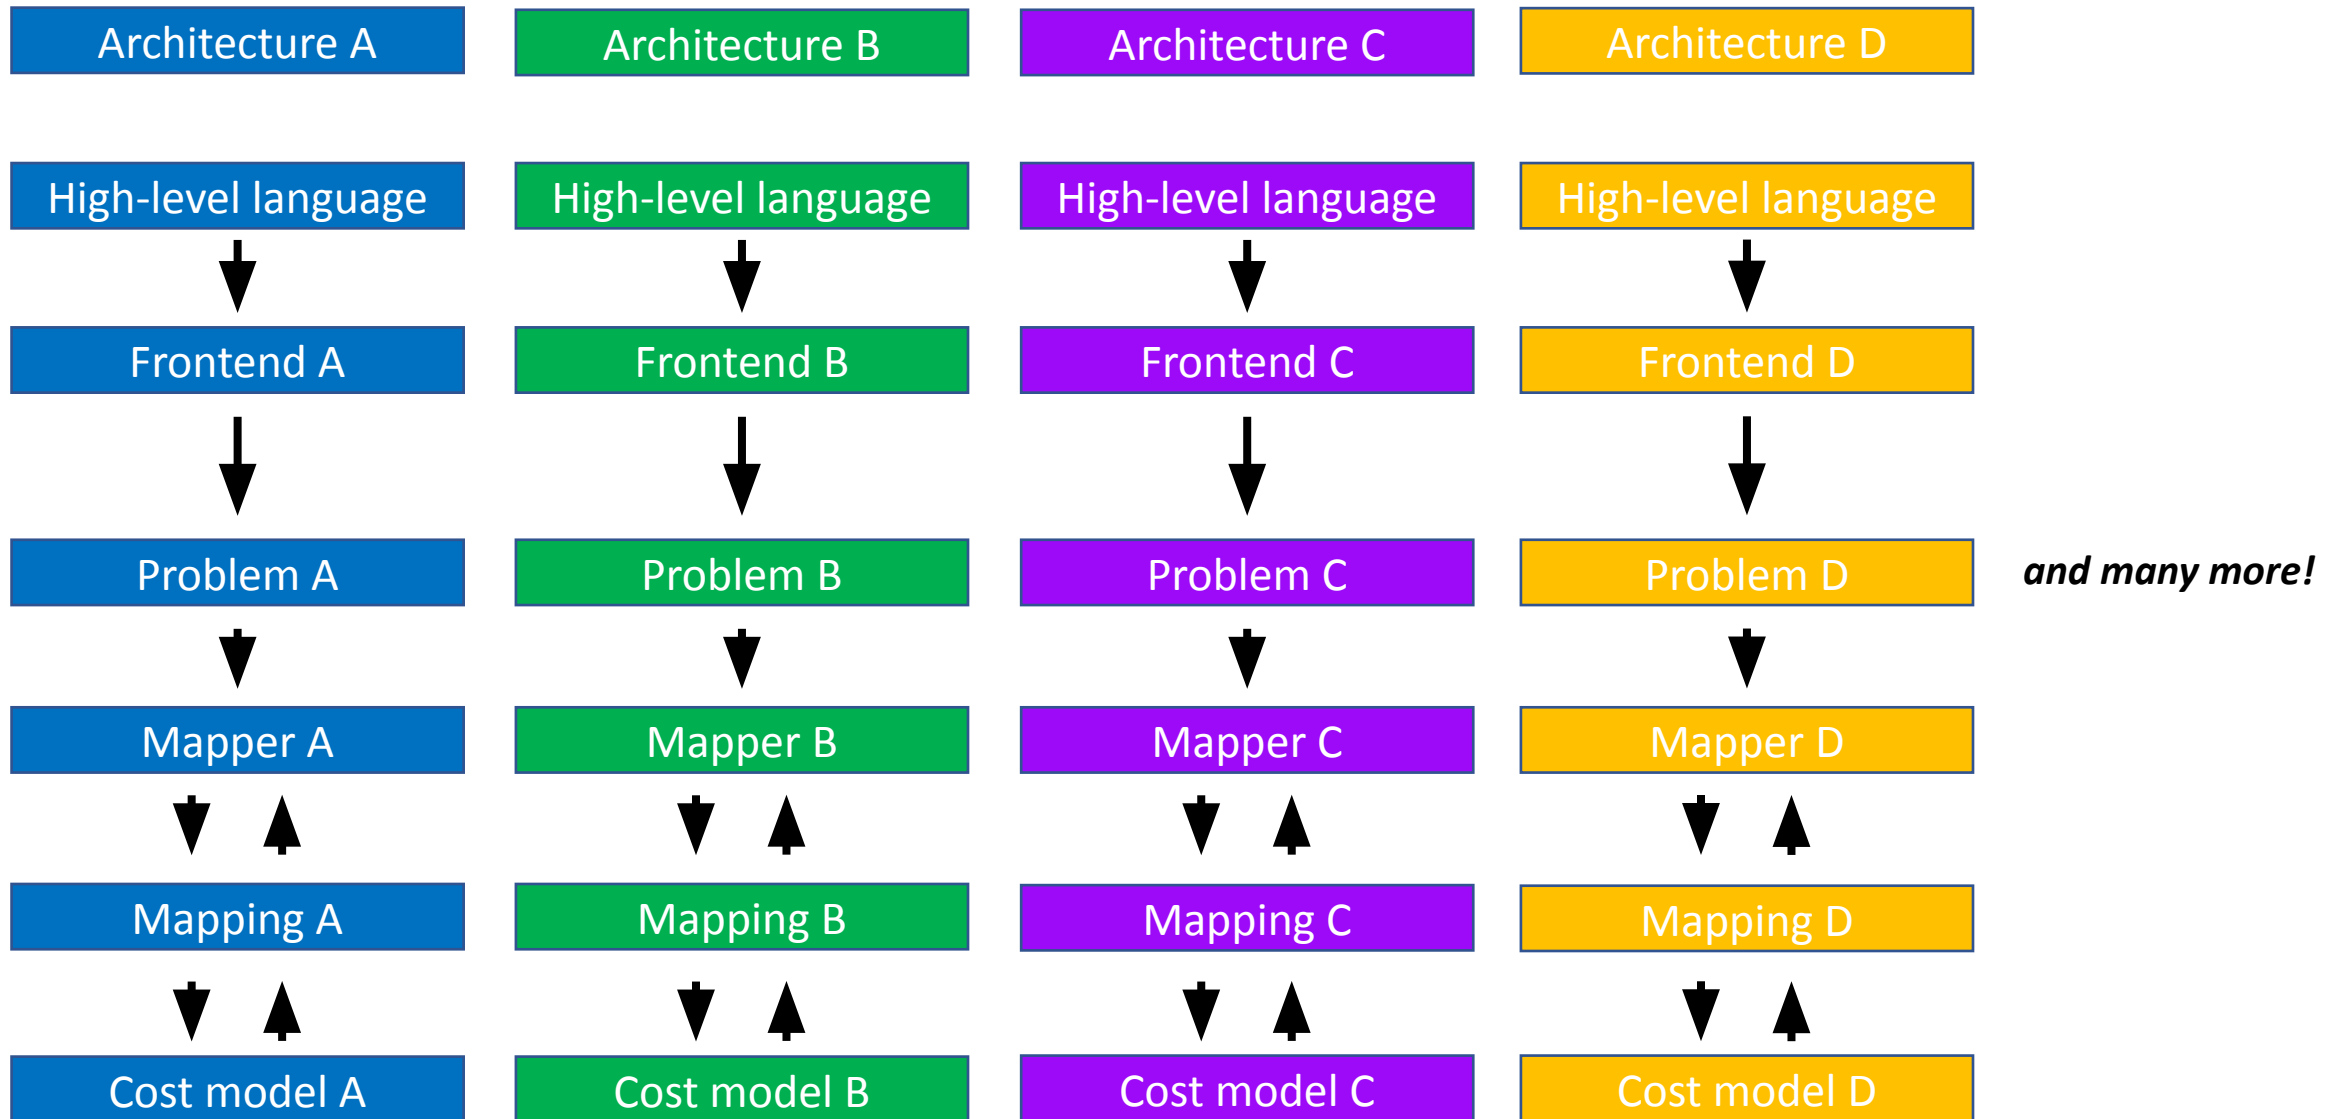 Architecture A
Architecture B
Architecture C
Architecture D
High-level language
High-level language
High-level language
High-level language
Frontend A
Frontend B
Frontend C
Frontend D
Problem A
Problem B
Problem C
Problem D
and many more!
Mapper A
Mapper B
Mapper C
Mapper D
Mapping A
Mapping B
Mapping C
Mapping D
Cost model A
Cost model B
Cost model C
Cost model D